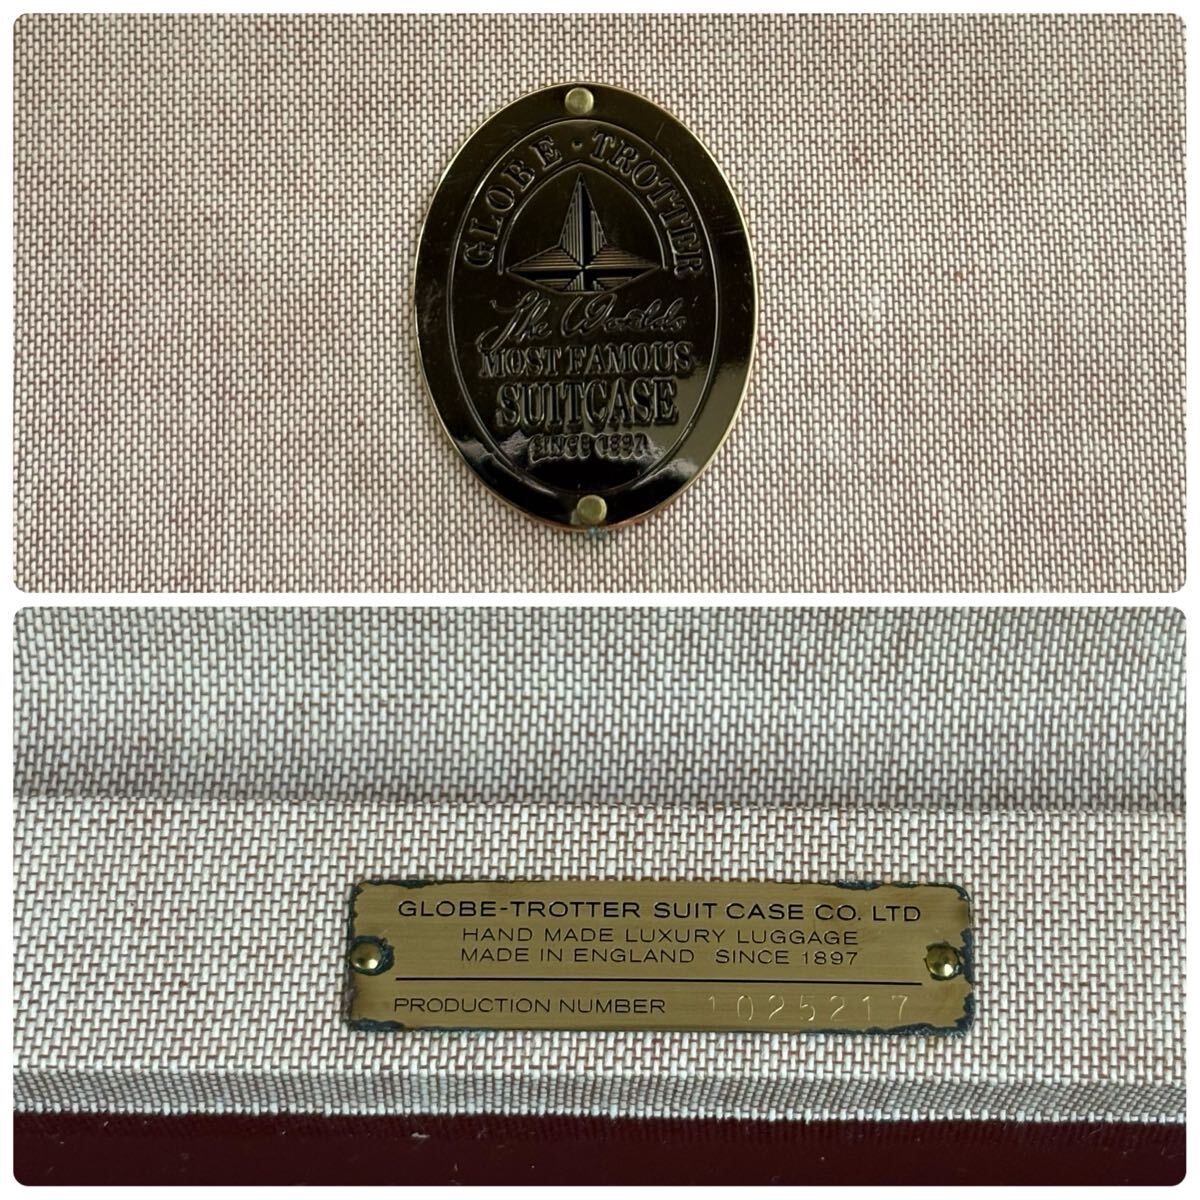 GLOBE · TROTTER
The World's
MOST FAMOUS
SUITCASE
SINCE 1897
GLOBE-TROTTER SUIT CASE CO. LTD
HAND MADE LUXURY LUGGAGE
MADE IN ENGLAND SINCE 1897
PRODUCTION NUMBER 1025217